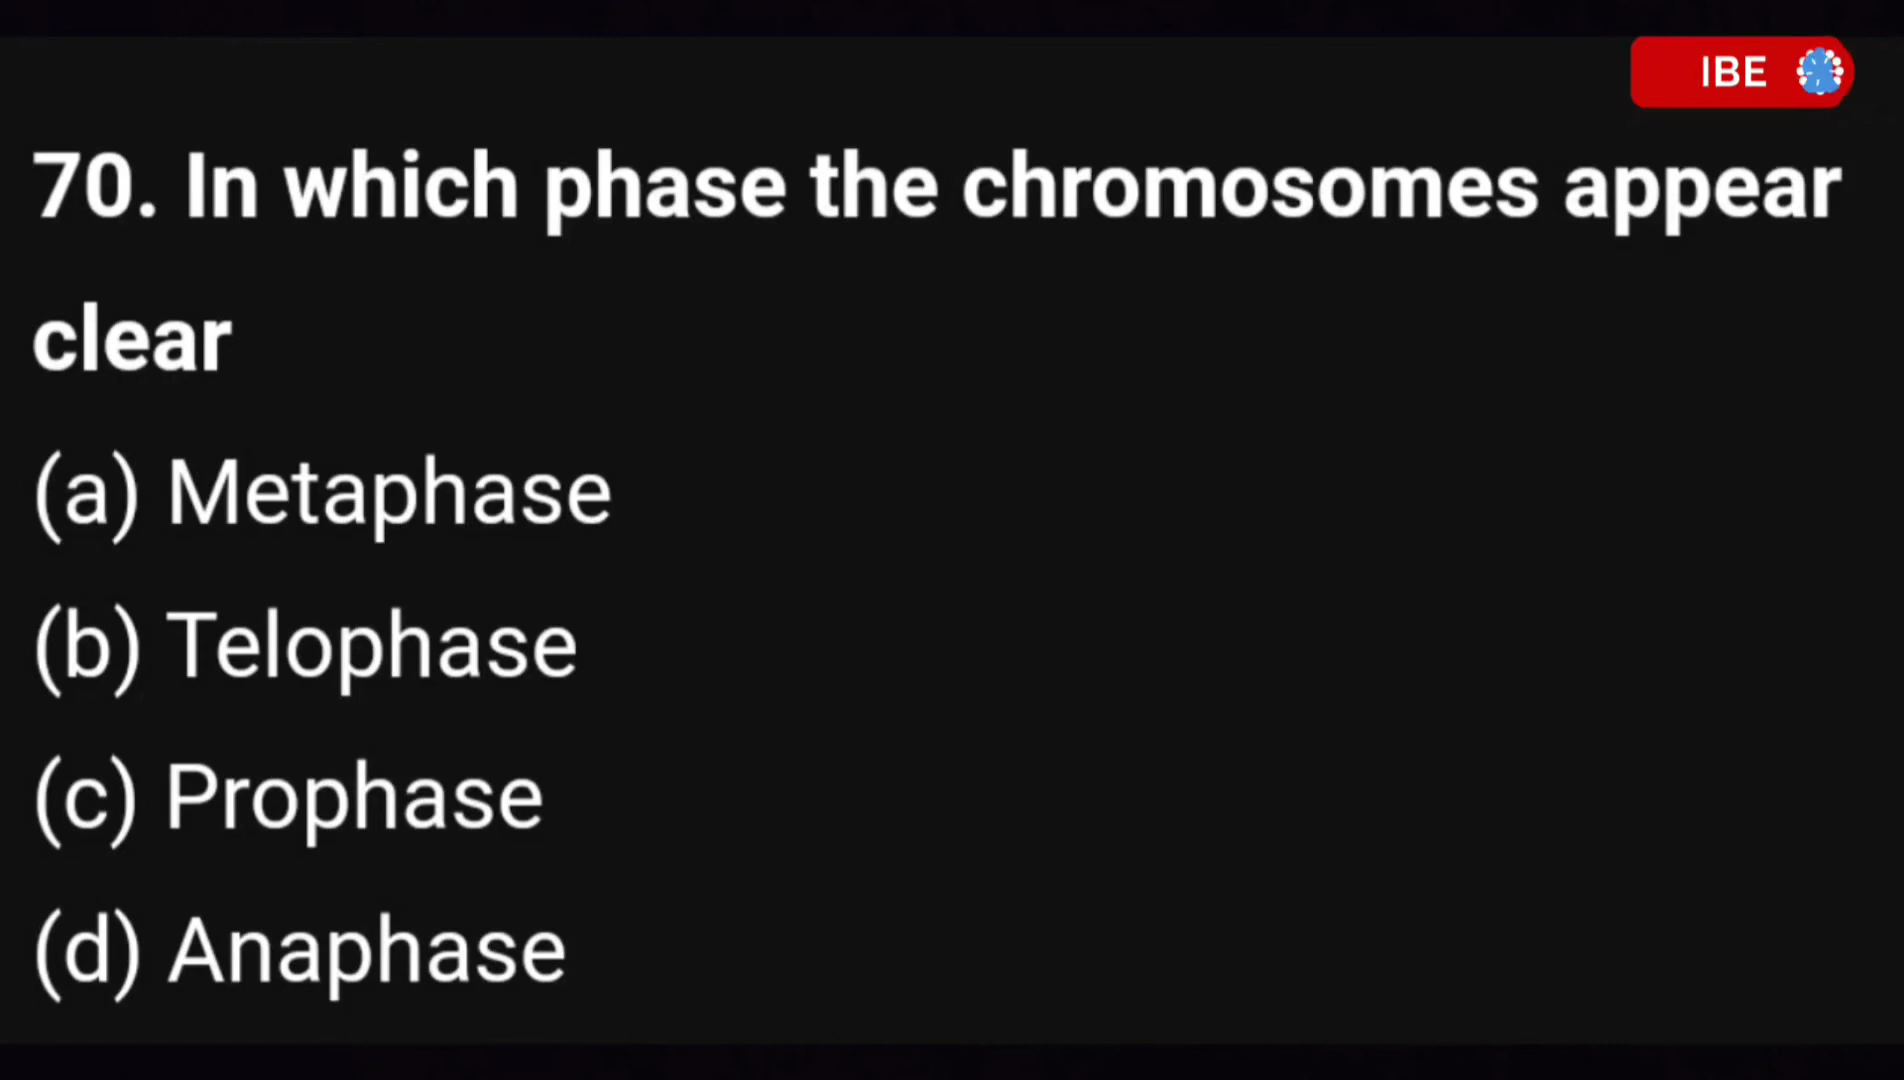 IBE
70. In which phase the chromosomes appear
clear
(a) Metaphase
(b) Telophase
(c) Prophase
(d) Anaphase